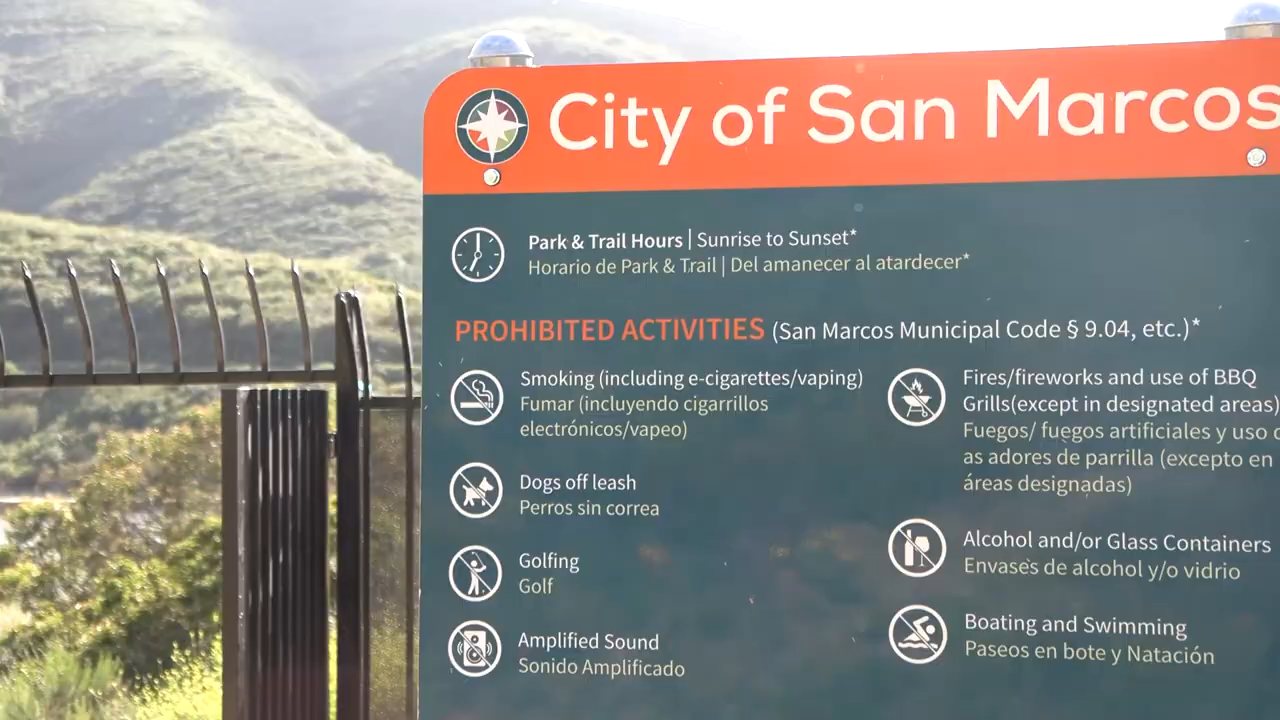 City of San Marcos
Park & Trail Hours | Sunrise to Sunset*
Horario de Park & Trail | Del amanecer al atardecer*
PROHIBITED ACTIVITIES (San Marcos Municipal Code § 9.04, etc.)*
Smoking (including e-cigarettes/vaping)
Fumar (incluyendo cigarrillos
electrónicos/vapeo)
Dogs off leash
Perros sin correa
Golfing
Golf
Amplified Sound
Sonido Amplificado
Fires/fireworks and use of BBQ
Grills(except in designated areas)
Fuegos/ fuegos artificiales y uso
as adores de parrilla (excepto en
áreas designadas)
Alcohol and/or Glass Containers
Envases de alcohol y/o vidrio
Boating and Swimming
Paseos en bote y Natación